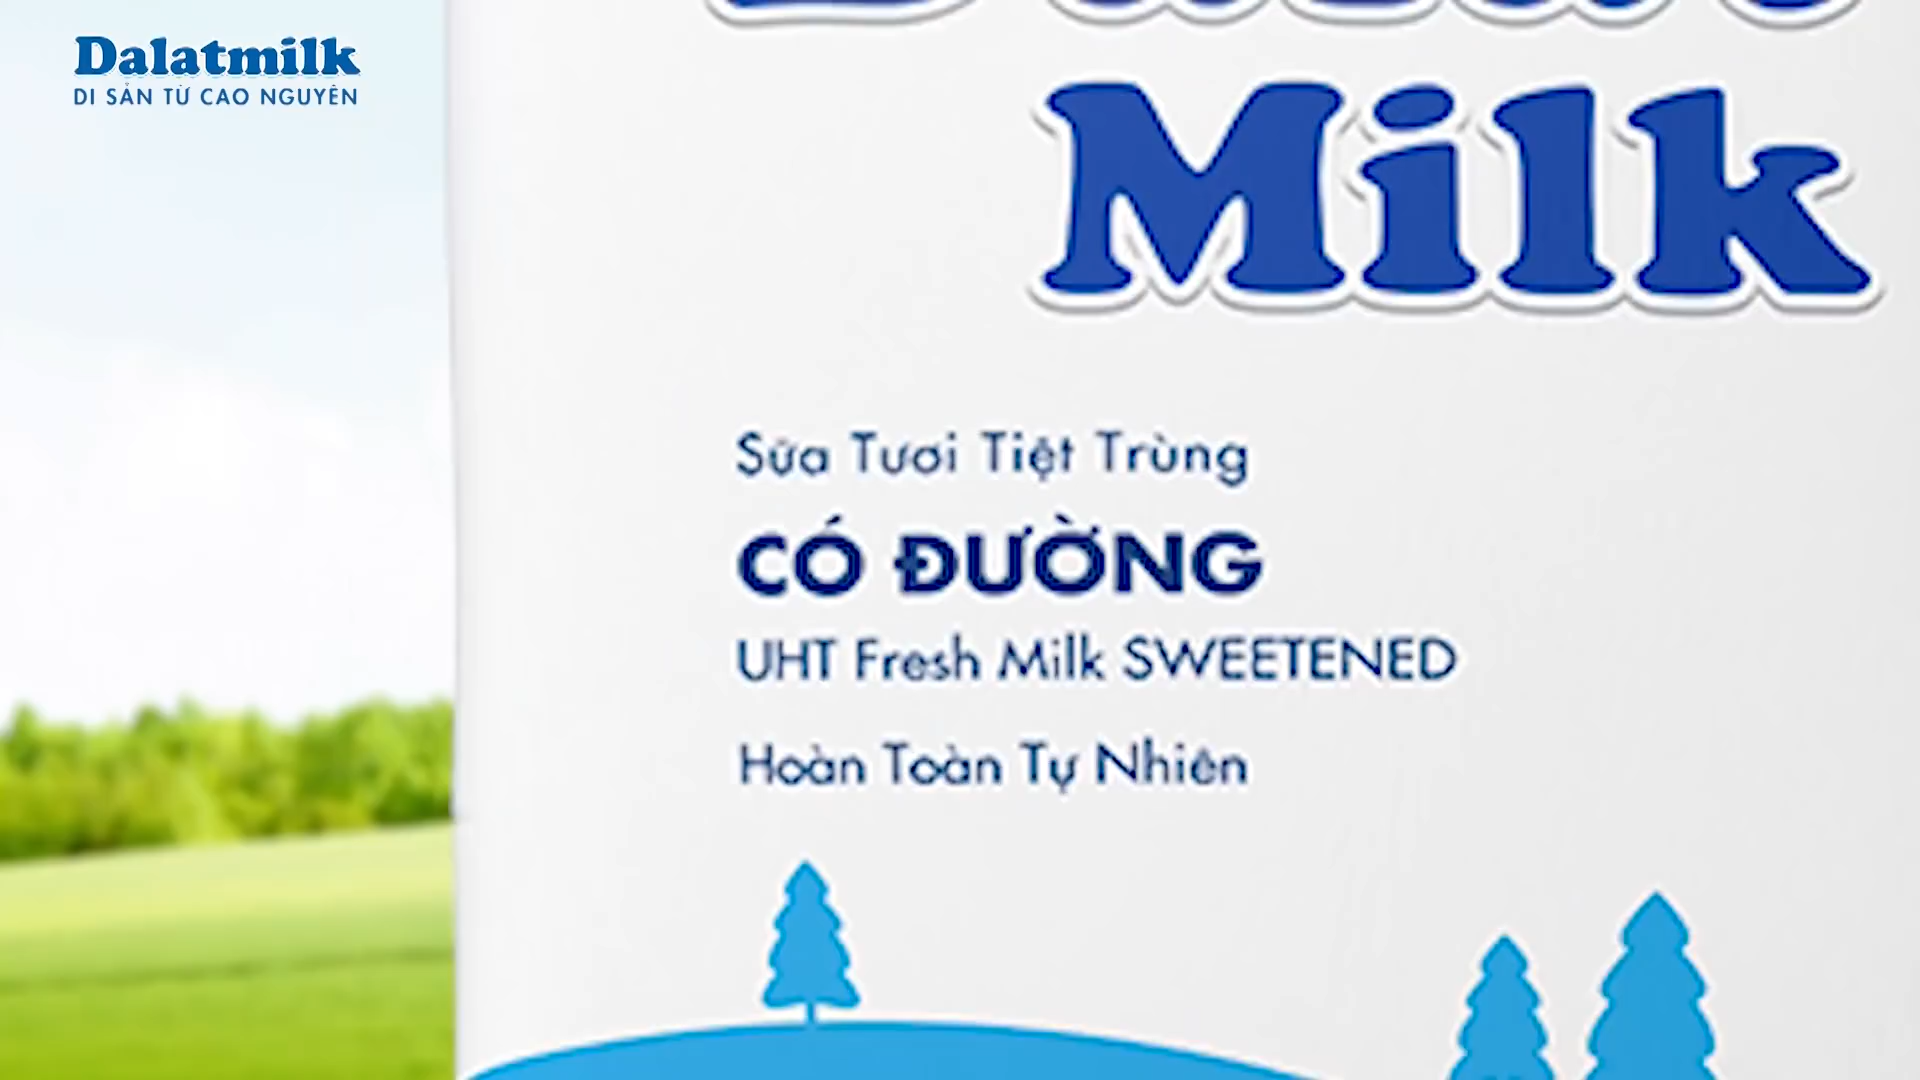 Dalatmilk
DI SẢN TỪ CAO NGUYÊN
Milk
Sữa Tươi Tiệt Trùng
CÓ ĐƯỜNG
UHT Fresh Milk SWEETENED
Hoàn Toàn Tự Nhiên